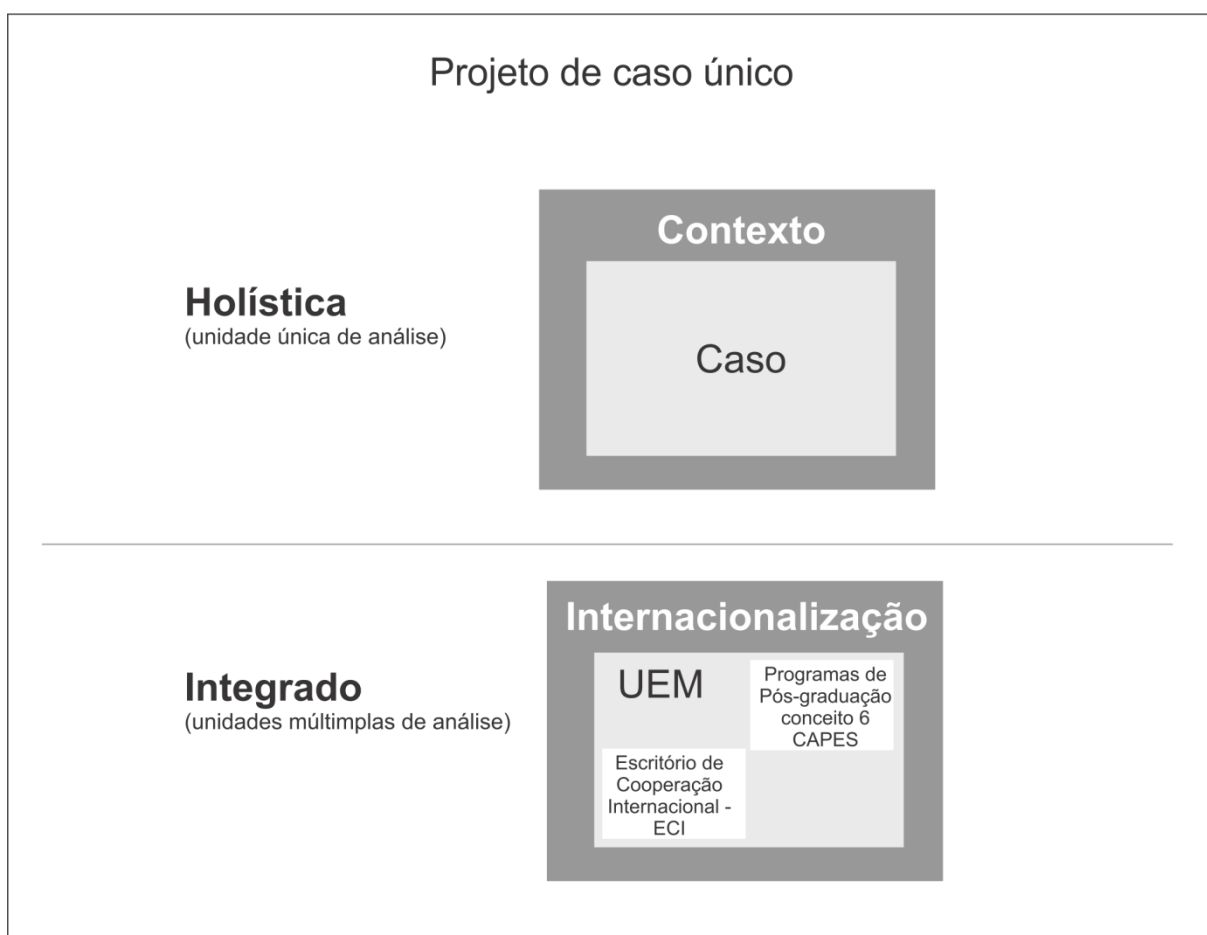 Projeto de caso único
Contexto
Holística
(unidade única de análise)
Caso
Internacionalização
Integrado
(unidades múltimplas de análise)
UEM
Programas de
Pós-graduação
conceito 6
CAPES
Escritório de
Cooperação
Internacional -
ECI